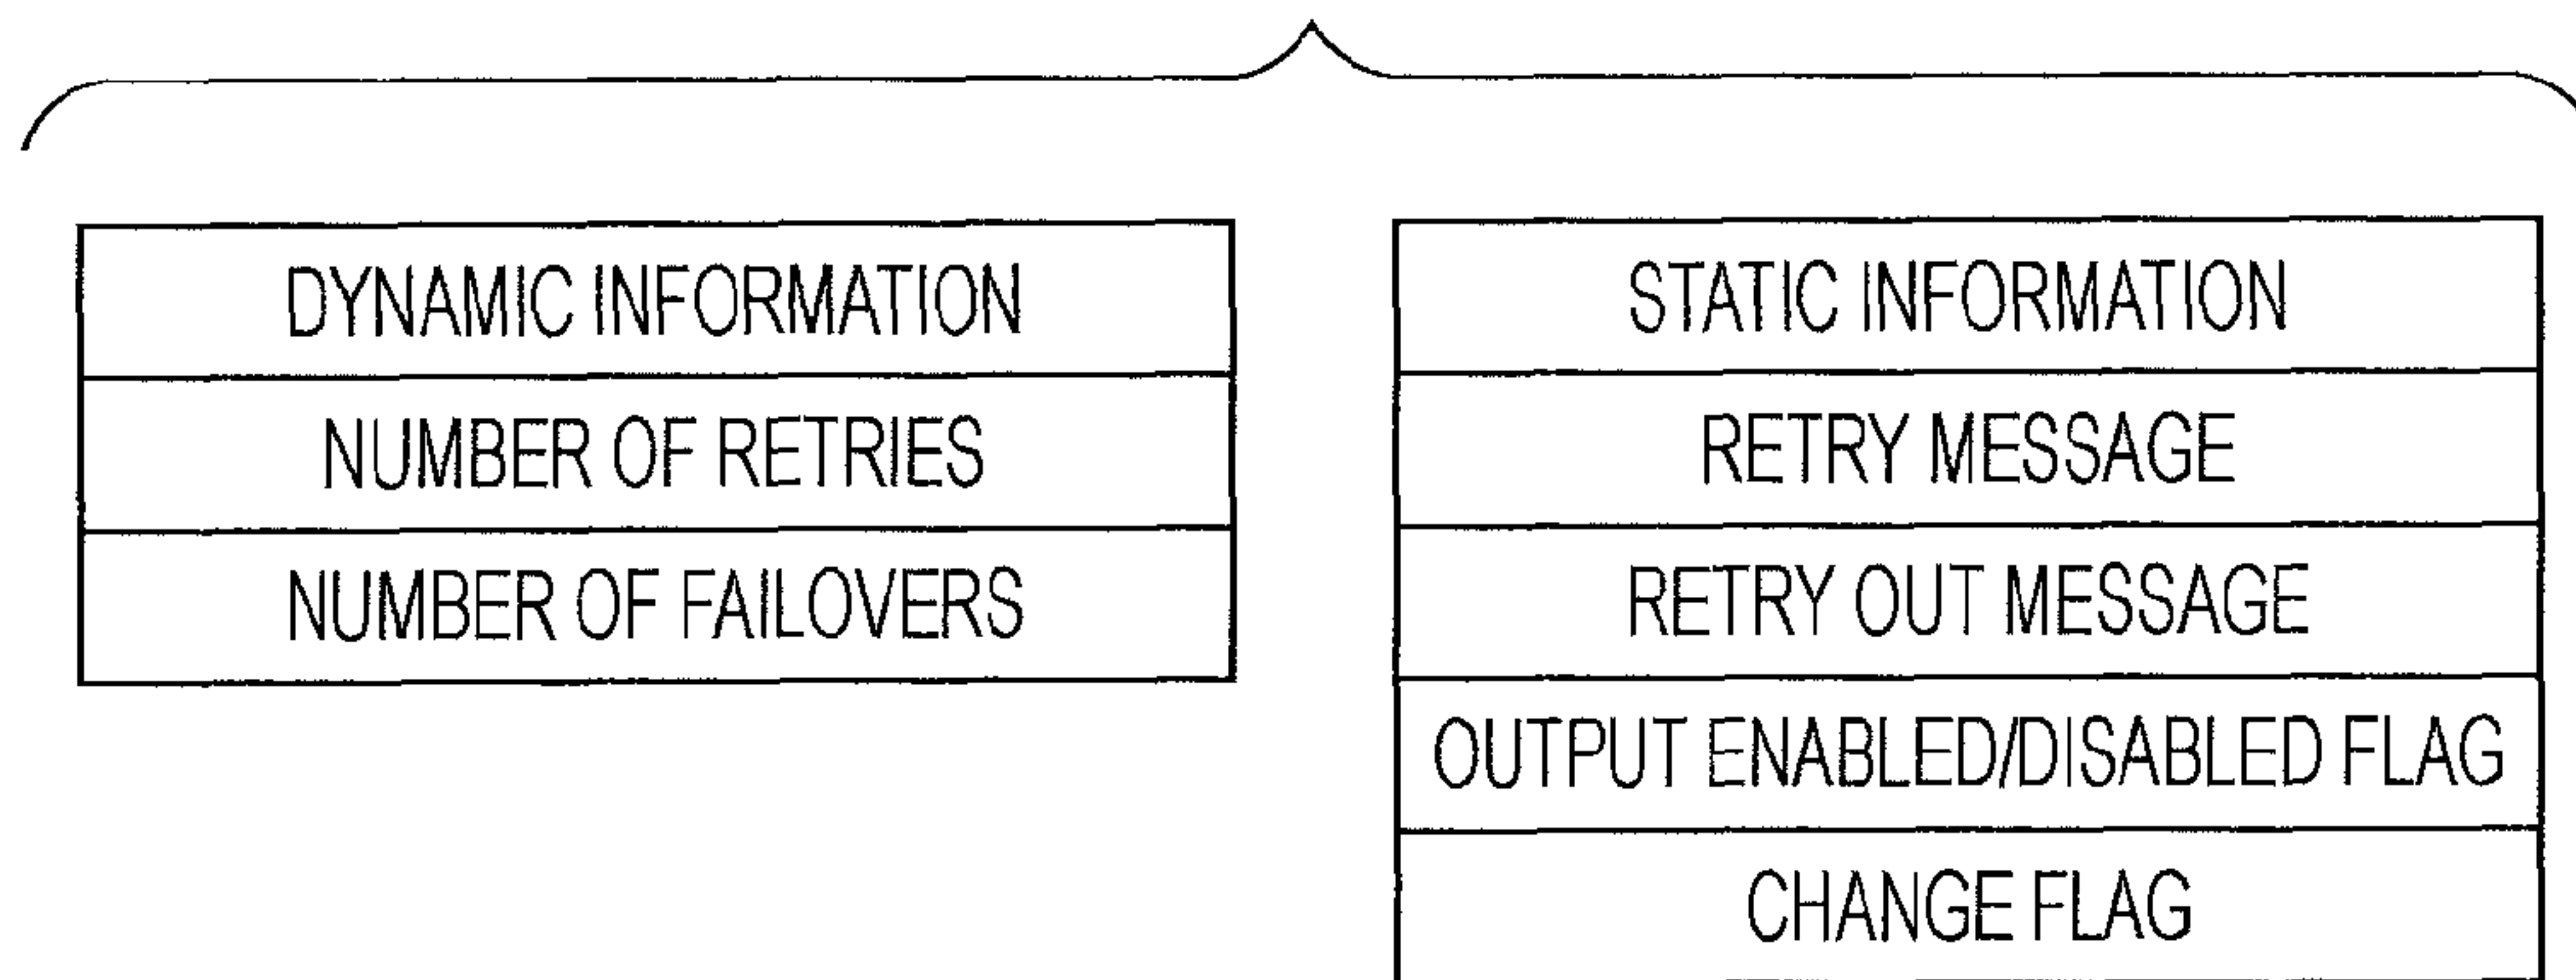 DYNAMIC INFORMATION
NUMBER OF RETRIES
NUMBER OF FAILOVERS
STATIC INFORMATION
RETRY MESSAGE
RETRY OUT MESSAGE
OUTPUT ENABLED/DISABLED FLAG
CHANGE FLAG